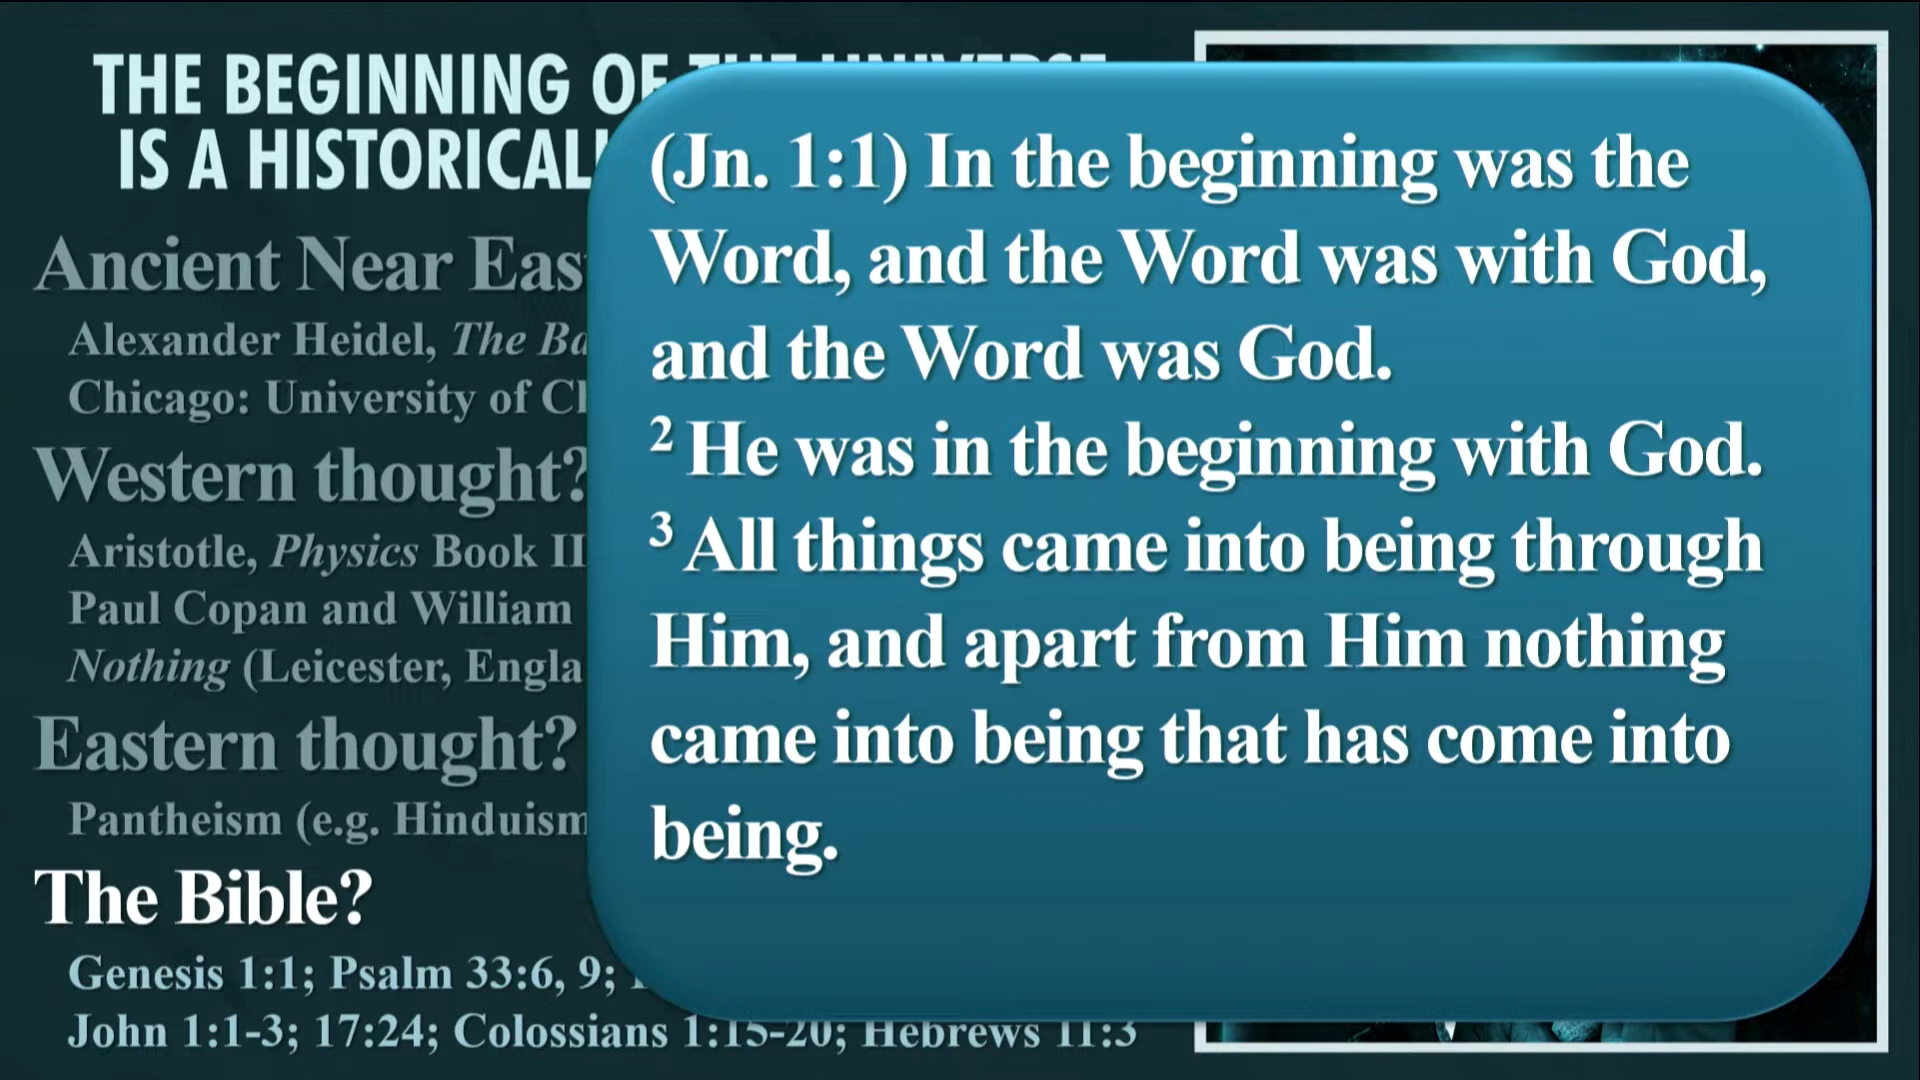 THE BEGINNING OF THE UNIVERSE
IS A HISTORICAL
Ancient Near Eas
Alexander Heidel, The Ba
Chicago: University of Ch
Western thought?
Aristotle, Physics Book II
Paul Copan and William
Nothing (Leicester, Engla
Eastern thought?
Pantheism (e.g. Hinduism
The Bible?
Genesis 1:1; Psalm 33:6, 9;
John 1:1-3; 17:24; Colossians 1:15-20; Hebrews 11:3
(Jn. 1:1) In the beginning was the
Word, and the Word was with God,
and the Word was God.
2 He was in the beginning with God.
3 All things came into being through
Him, and apart from Him nothing
came into being that has come into
being.